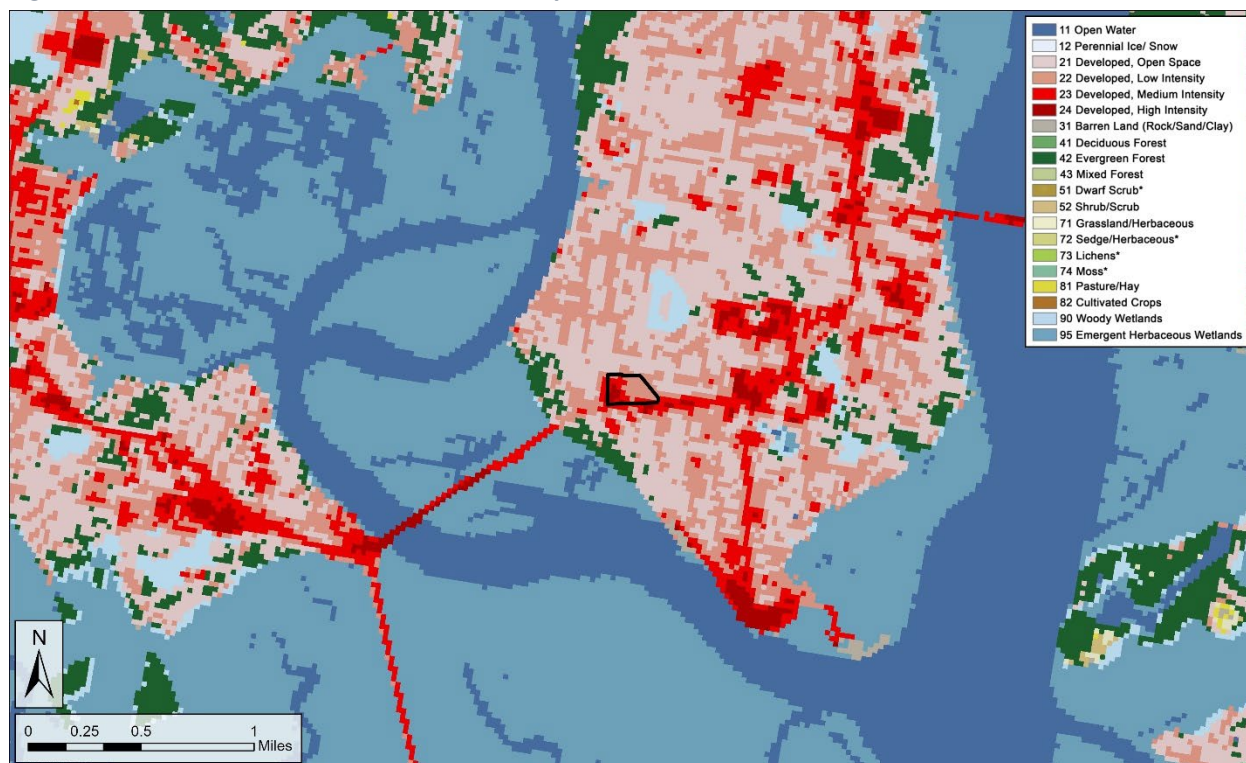 11 Open Water
12 Perennial Ice/ Snow
21 Developed, Open Space
22 Developed, Low Intensity
23 Developed, Medium Intensity
24 Developed, High Intensity
31 Barren Land (Rock/Sand/Clay)
41 Deciduous Forest
42 Evergreen Forest
43 Mixed Forest
51 Dwarf Scrub*
52 Shrub/Scrub
71 Grassland/Herbaceous
72 Sedge/Herbaceous*
73 Lichens*
74 Moss*
81 Pasture/Hay
82 Cultivated Crops
90 Woody Wetlands
95 Emergent Herbaceous Wetlands
N
0 0.25 0.5 1
Miles